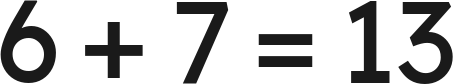 6 + 7 = 13